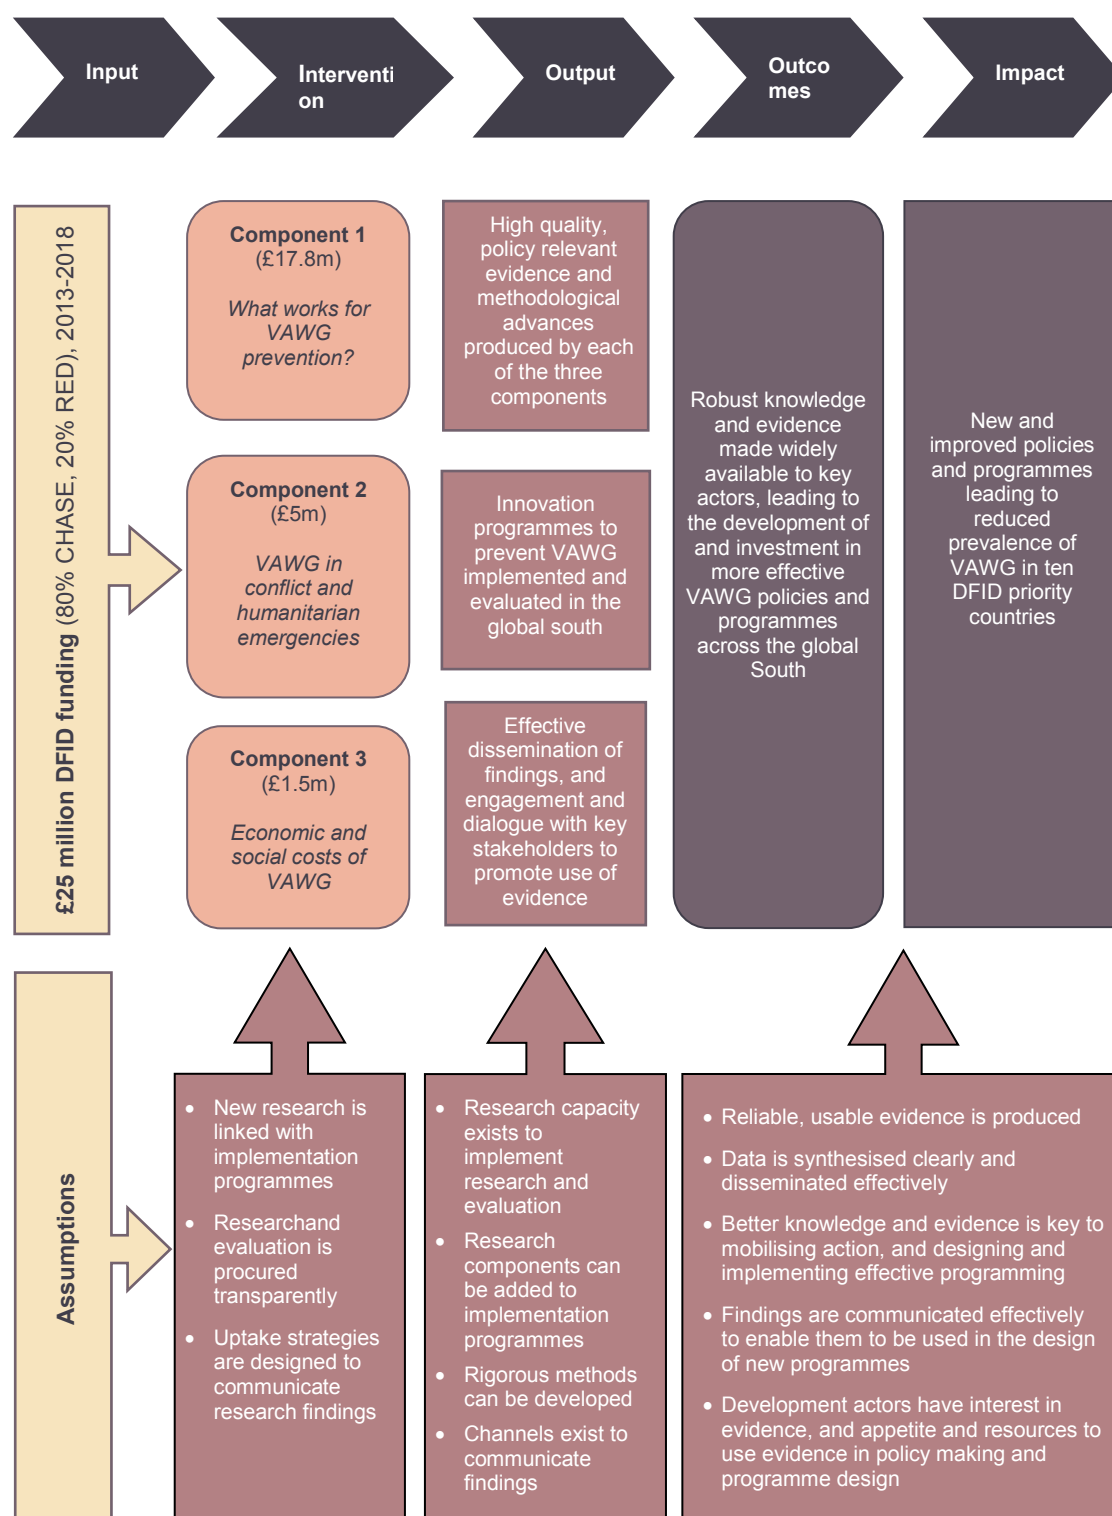 Input
Interventi
on
Output
Outco
mes
Impact
£25 million DFID funding (80% CHASE, 20% RED), 2013-2018
Component 1
(£17.8m)
What works for
VAWG
prevention?
Component 2
(£5m)
VAWG in
conflict and
humanitarian
emergencies
Component 3
(£1.5m)
Economic and
social costs of
VAWG
High quality,
policy relevant
evidence and
methodological
advances
produced by each
of the three
components
Innovation
programmes to
prevent VAWG
implemented and
evaluated in the
global south
Effective
dissemination of
findings, and
engagement and
dialogue with key
stakeholders to
promote use of
evidence
Robust knowledge
and evidence
made widely
available to key
actors, leading to
the development of
and investment in
more effective
VAWG policies and
programmes
across the global
South
New and
improved policies
and programmes
leading to
reduced
prevalence of
VAWG in ten
DFID priority
countries
Assumptions
• New research is
linked with
implementation
programmes
• Researchand
evaluation is
procured
transparently
• Uptake strategies
are designed to
communicate
research findings
• Research capacity
exists to
implement
research and
evaluation
• Research
components can
be added to
implementation
programmes
• Rigorous methods
can be developed
• Channels exist to
communicate
findings
• Reliable, usable evidence is produced
• Data is synthesised clearly and
disseminated effectively
• Better knowledge and evidence is key to
mobilising action, and designing and
implementing effective programming
• Findings are communicated effectively
to enable them to be used in the design
of new programmes
• Development actors have interest in
evidence, and appetite and resources to
use evidence in policy making and
programme design